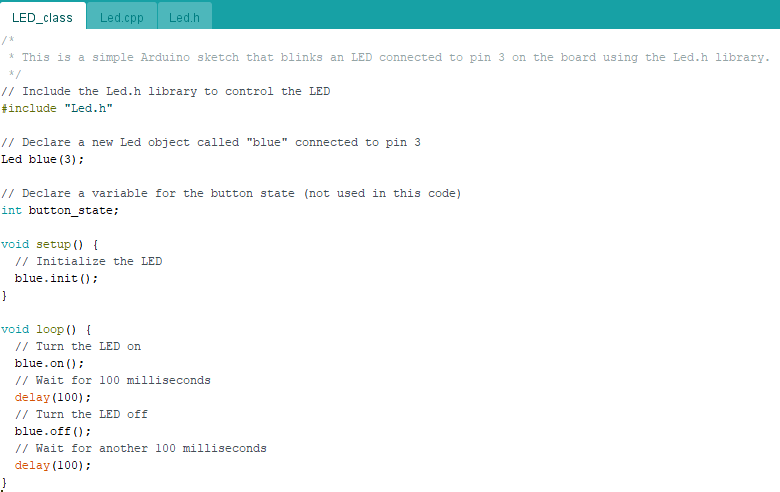 LED_class Led.cpp Led.h
/*
 * This is a simple Arduino sketch that blinks an LED connected to pin 3 on the board using the Led.h library.
 */
// Include the Led.h library to control the LED
#include "Led.h"

// Declare a new Led object called "blue" connected to pin 3
Led blue(3);

// Declare a variable for the button state (not used in this code)
int button_state;

void setup() {
  // Initialize the LED
  blue.init();
}

void loop() {
  // Turn the LED on
  blue.on();
  // Wait for 100 milliseconds
  delay(100);
  // Turn the LED off
  blue.off();
  // Wait for another 100 milliseconds
  delay(100);
}